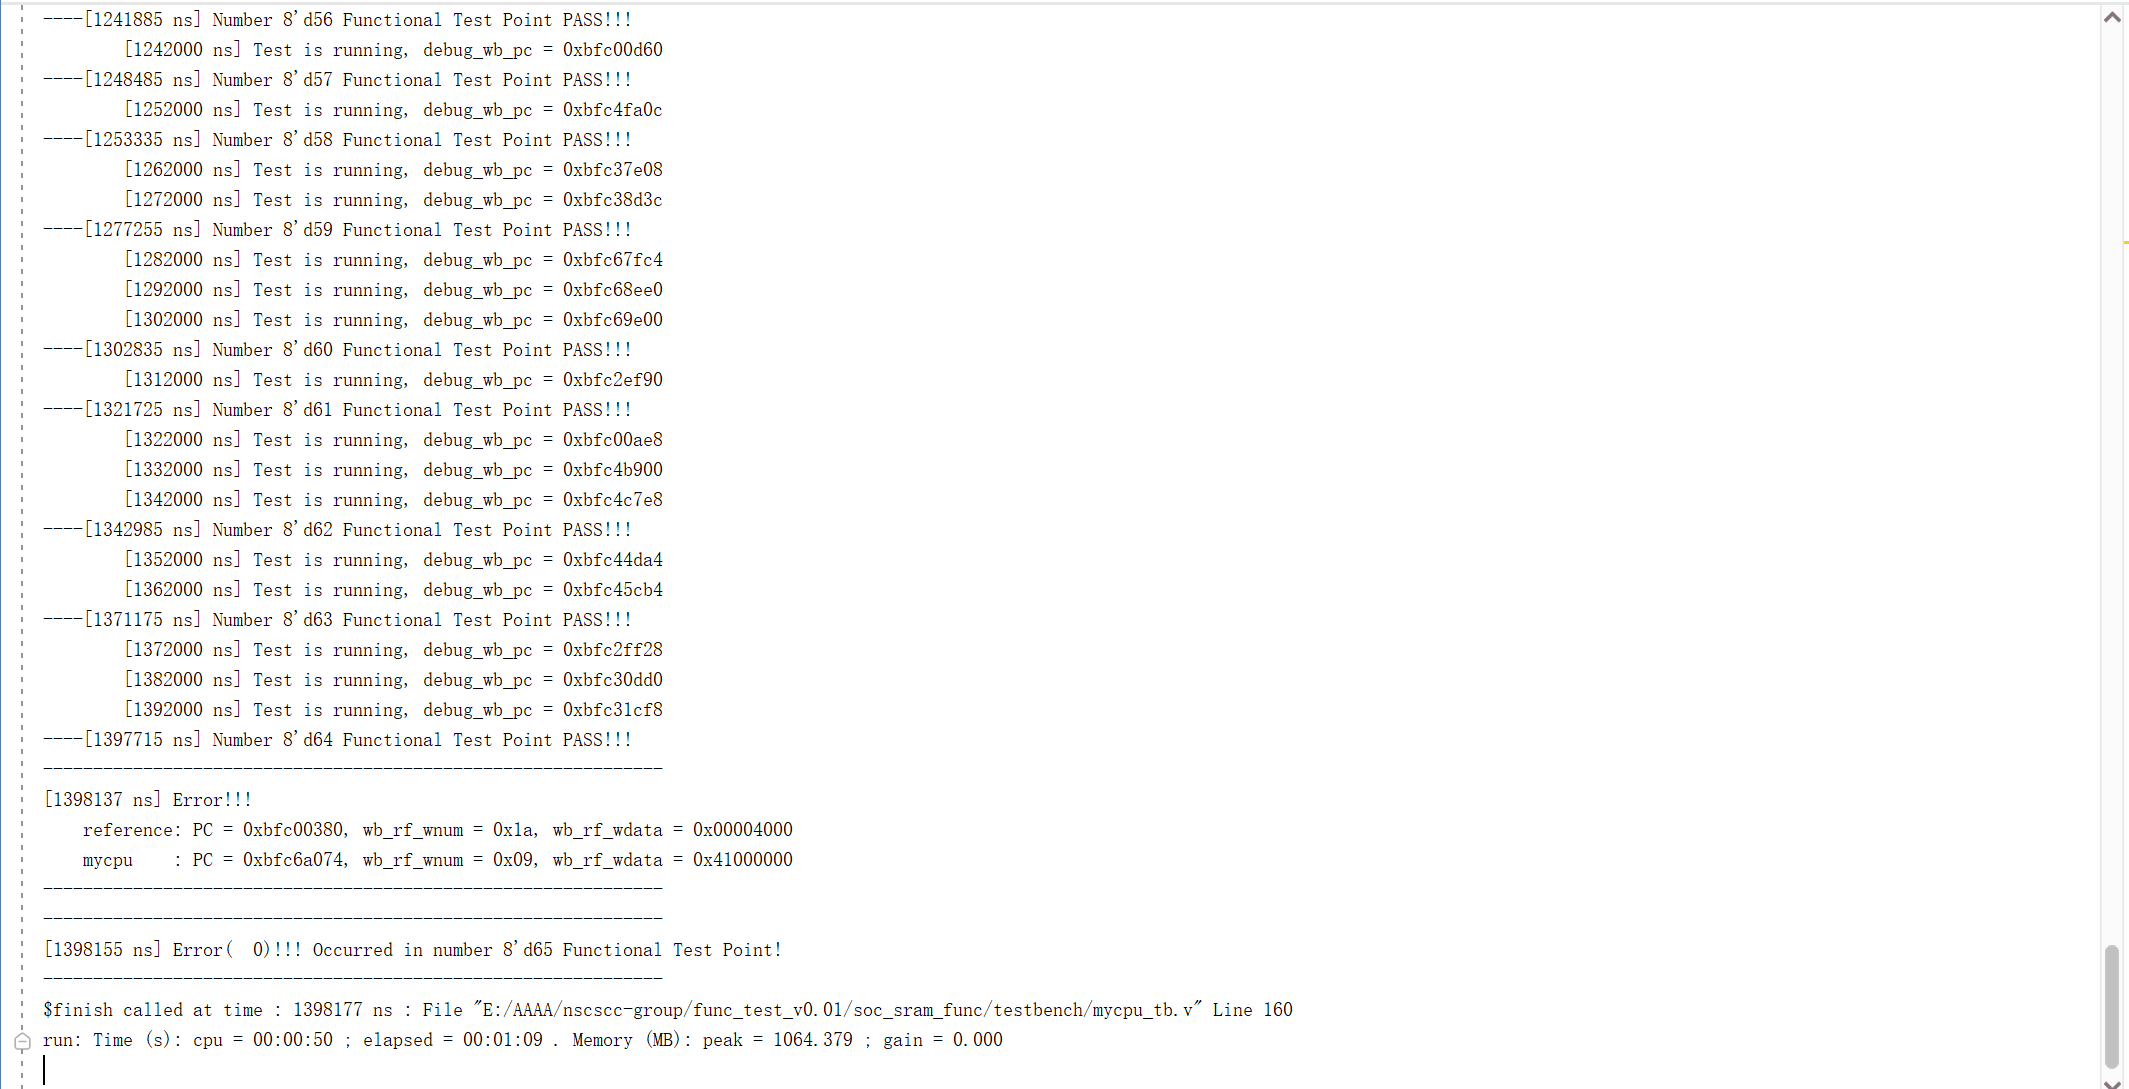 ----[1241885 ns] Number 8'd56 Functional Test Point PASS!!!
[1242000 ns] Test is running, debug_wb_pc = 0xbfc00d60
----[1248485 ns] Number 8'd57 Functional Test Point PASS!!!
[1252000 ns] Test is running, debug_wb_pc = 0xbfc4fa0c
----[1253335 ns] Number 8'd58 Functional Test Point PASS!!!
[1262000 ns] Test is running, debug_wb_pc = 0xbfc37e08
[1272000 ns] Test is running, debug_wb_pc = 0xbfc38d3c
----[1277255 ns] Number 8'd59 Functional Test Point PASS!!!
[1282000 ns] Test is running, debug_wb_pc = 0xbfc67fc4
[1292000 ns] Test is running, debug_wb_pc = 0xbfc68ee0
[1302000 ns] Test is running, debug_wb_pc = 0xbfc69e00
----[1302835 ns] Number 8'd60 Functional Test Point PASS!!!
[1312000 ns] Test is running, debug_wb_pc = 0xbfc2ef90
----[1321725 ns] Number 8'd61 Functional Test Point PASS!!!
[1322000 ns] Test is running, debug_wb_pc = 0xbfc00ae8
[1332000 ns] Test is running, debug_wb_pc = 0xbfc4b900
[1342000 ns] Test is running, debug_wb_pc = 0xbfc4c7e8
----[1342985 ns] Number 8'd62 Functional Test Point PASS!!!
[1352000 ns] Test is running, debug_wb_pc = 0xbfc44da4
[1362000 ns] Test is running, debug_wb_pc = 0xbfc45cb4
----[1371175 ns] Number 8'd63 Functional Test Point PASS!!!
[1372000 ns] Test is running, debug_wb_pc = 0xbfc2ff28
[1382000 ns] Test is running, debug_wb_pc = 0xbfc30dd0
[1392000 ns] Test is running, debug_wb_pc = 0xbfc31cf8
----[1397715 ns] Number 8'd64 Functional Test Point PASS!!!
--------------------------------------------------------------
[1398137 ns] Error!!!
reference: PC = 0xbfc00380, wb_rf_wnum = 0x1a, wb_rf_wdata = 0x00004000
mycpu    : PC = 0xbfc6a074, wb_rf_wnum = 0x09, wb_rf_wdata = 0x41000000
--------------------------------------------------------------
--------------------------------------------------------------
[1398155 ns] Error(  0)!!! Occurred in number 8'd65 Functional Test Point!
--------------------------------------------------------------
$finish called at time : 1398177 ns : File "E:/AAAA/nscscc-group/func_test_v0.01/soc_sram_func/testbench/mycpu_tb.v" Line 160
run: Time (s): cpu = 00:00:50 ; elapsed = 00:01:09 . Memory (MB): peak = 1064.379 ; gain = 0.000